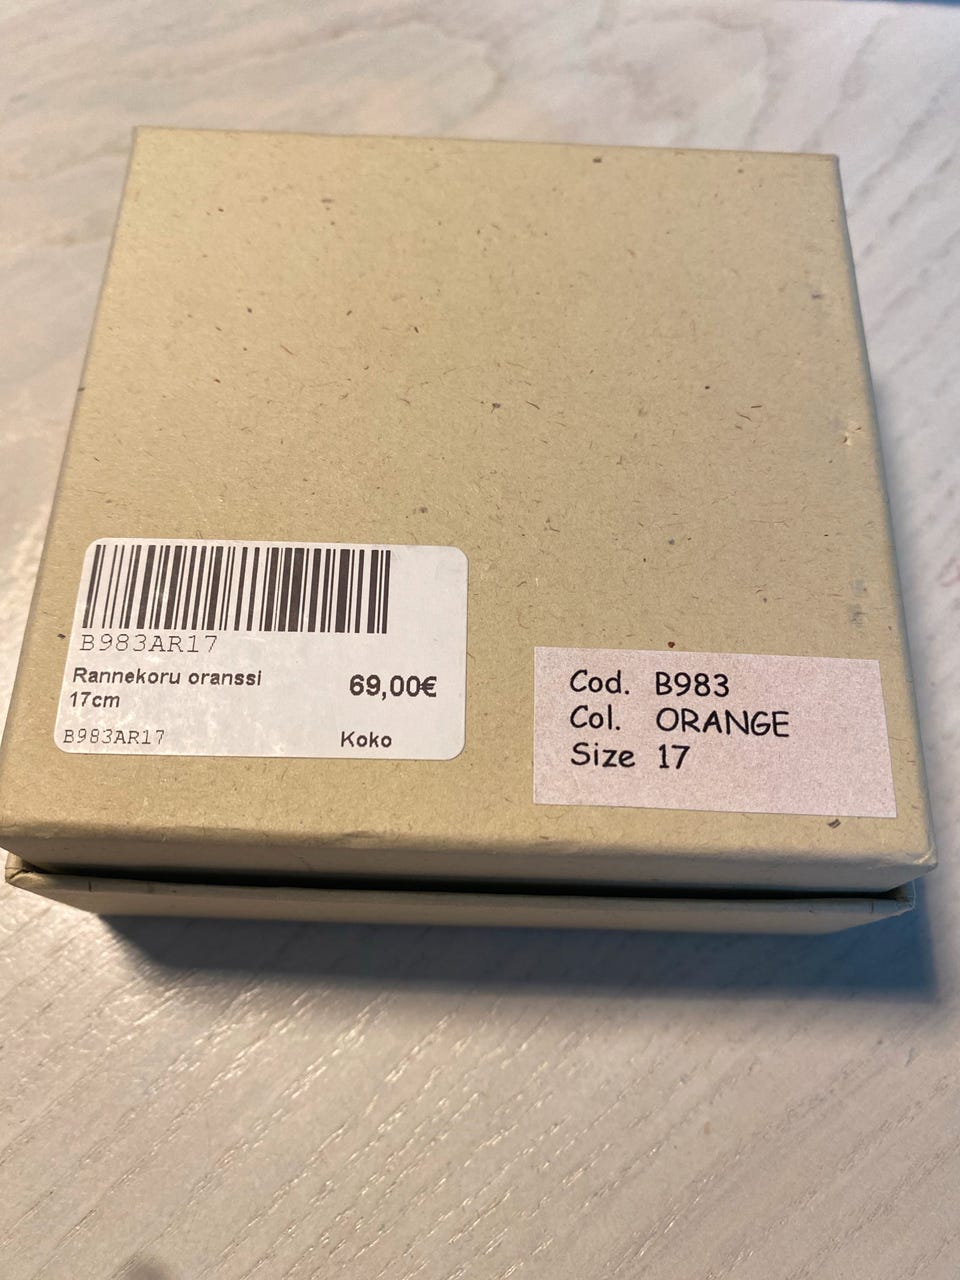 B983AR17
Rannekoru oranssi
17cm
69,00€
B983AR17
Koko
Cod. B983
Col. ORANGE
Size 17